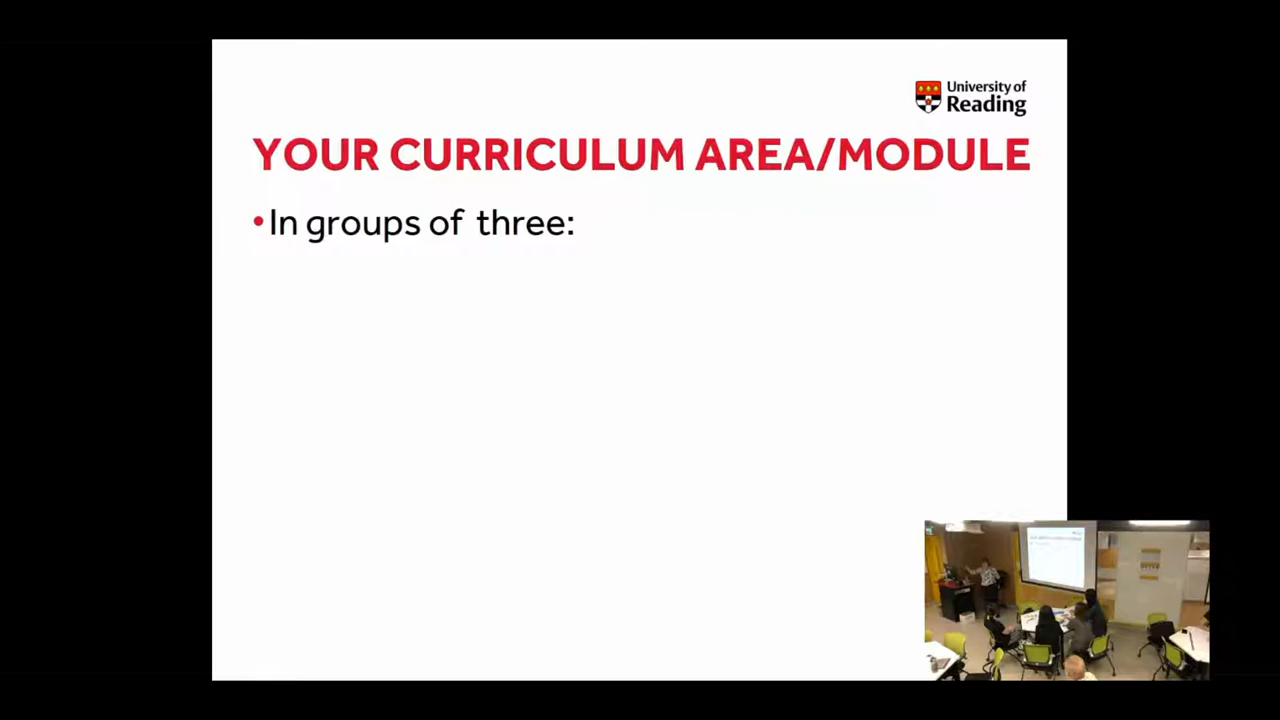 University of
Reading
YOUR CURRICULUM AREA/MODULE
•In groups of three: